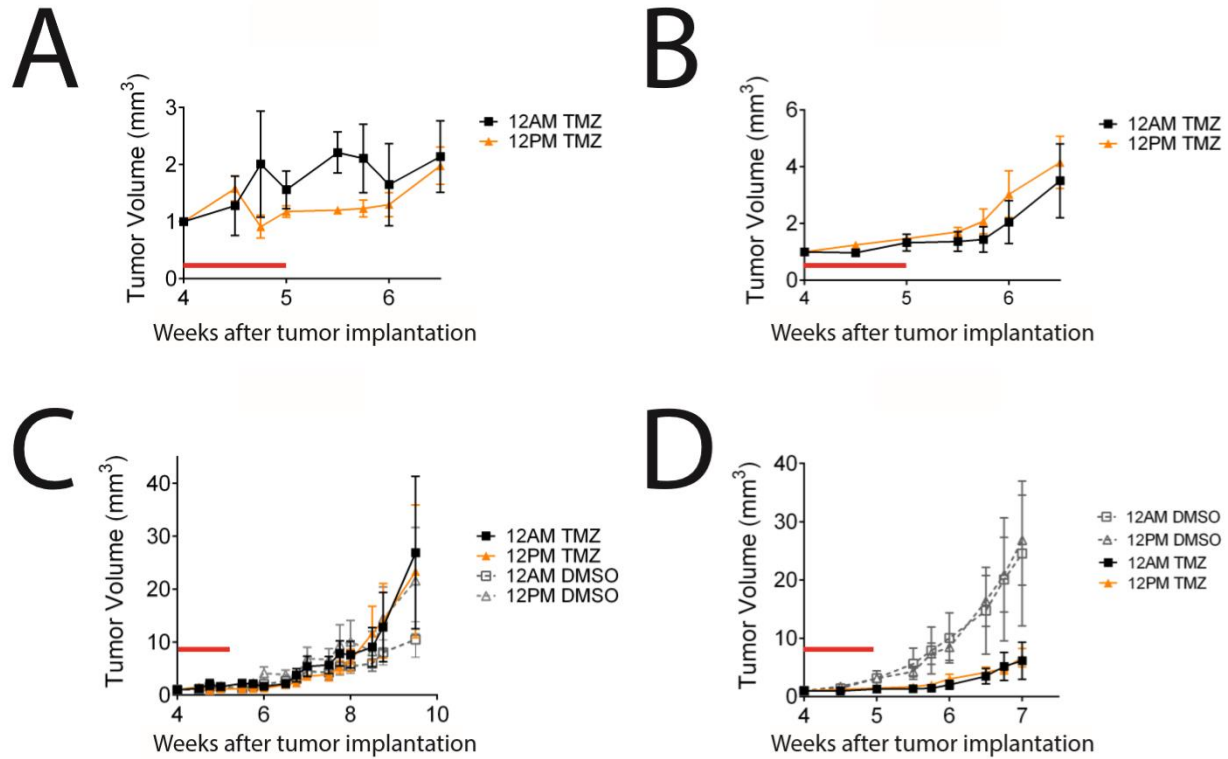 A
Tumor Volume (mm³)
3
2
1
0
4
5
6
Weeks after tumor implantation
12AM TMZ
12PM TMZ
B
Tumor Volume (mm³)
6
4
2
0
4
5
6
Weeks after tumor implantation
12AM TMZ
12PM TMZ
C
Tumor Volume (mm³)
40
30
20
10
0
4
6
8
10
Weeks after tumor implantation
12AM TMZ
12PM TMZ
12AM DMSO
12PM DMSO
D
Tumor Volume (mm³)
40
30
20
10
0
4
5
6
7
Weeks after tumor implantation
12AM DMSO
12PM DMSO
12AM TMZ
12PM TMZ